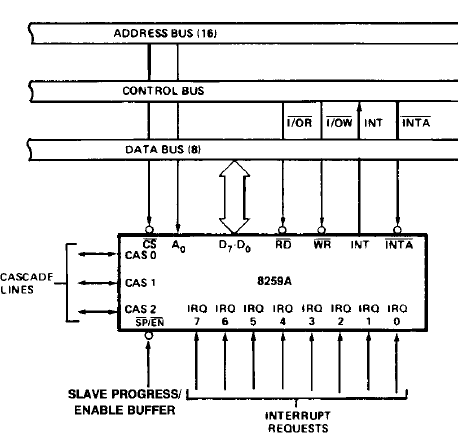 ADDRESS BUS (16)
CONTROL BUS
I/OR I/OW INT INTA
DATA BUS (8)
CS A0 D7-D0 RD WR INT INTA
CAS 0
CASCADE LINES
CAS 1
8259A
CAS 2
IRQ 7 IRQ 6 IRQ 5 IRQ 4 IRQ 3 IRQ 2 IRQ 1 IRQ 0
SP/EN
SLAVE PROGRESS/
ENABLE BUFFER
INTERRUPT
REQUESTS